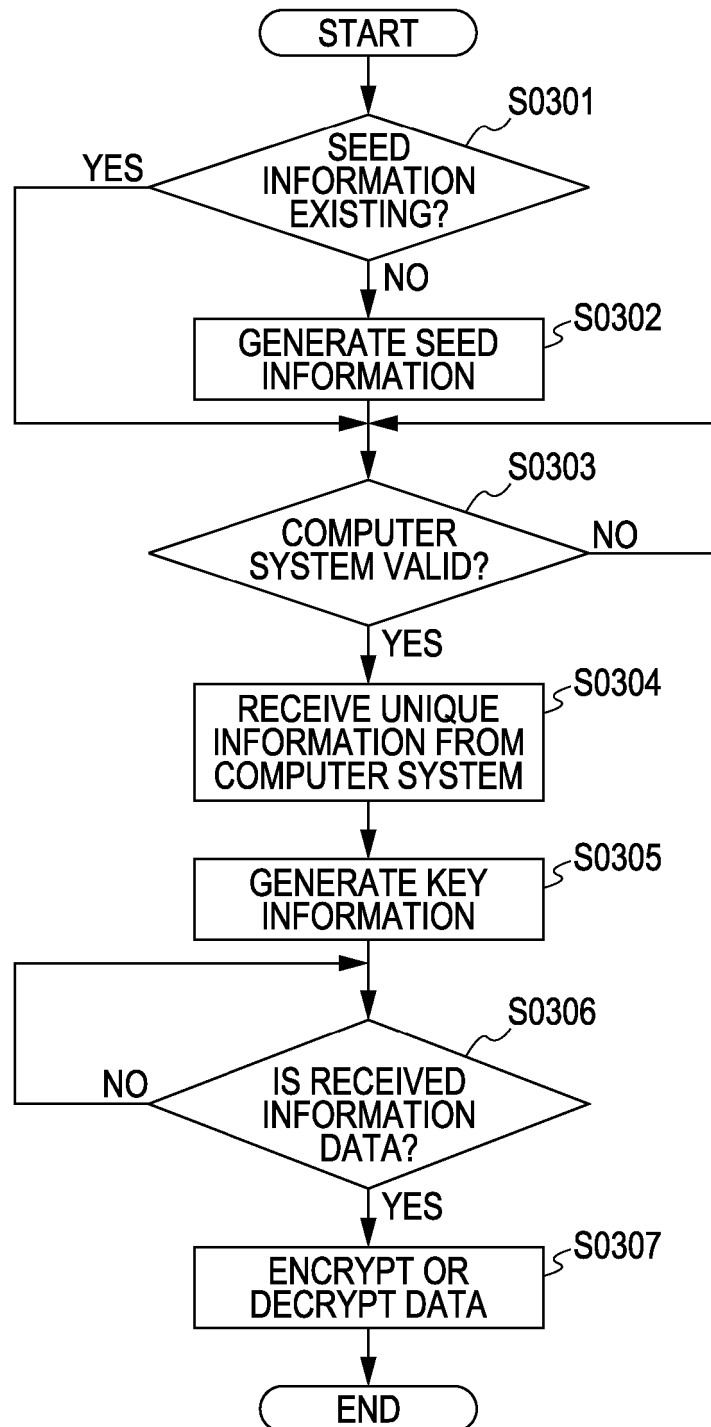 START
S0301
SEED
INFORMATION
EXISTING?
YES
NO
S0302
GENERATE SEED
INFORMATION
S0303
COMPUTER
SYSTEM VALID?
NO
YES
S0304
RECEIVE UNIQUE
INFORMATION FROM
COMPUTER SYSTEM
S0305
GENERATE KEY
INFORMATION
S0306
NO
IS RECEIVED
INFORMATION
DATA?
YES
S0307
ENCRYPT OR
DECRYPT DATA
END